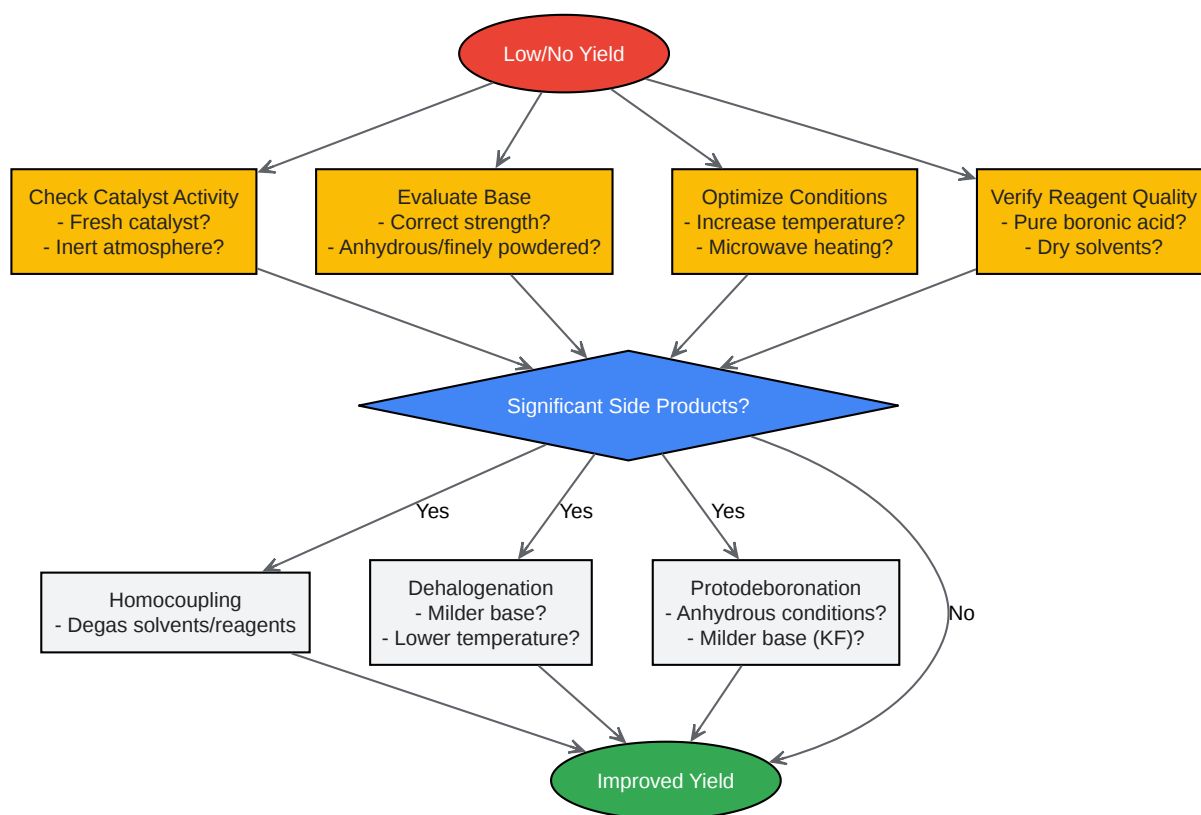 Low/No Yield
Check Catalyst Activity
- Fresh catalyst?
- Inert atmosphere?
Evaluate Base
- Correct strength?
- Anhydrous/finely powdered?
Optimize Conditions
- Increase temperature?
- Microwave heating?
Verify Reagent Quality
- Pure boronic acid?
- Dry solvents?
Significant Side Products?
Yes
Yes
Yes
No
Homocoupling
- Degas solvents/reagents
Dehalogenation
- Milder base?
- Lower temperature?
Protodeboronation
- Anhydrous conditions?
- Milder base (KF)?
Improved Yield